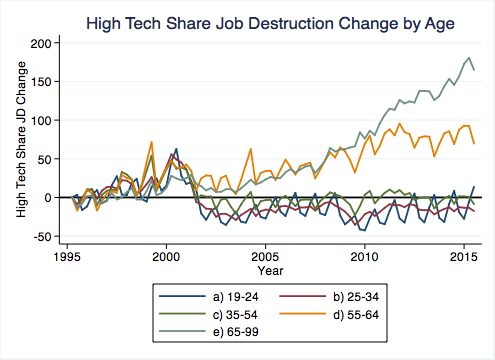 High Tech Share Job Destruction Change by Age
High Tech Share JD Change
200
150
100
50
0
-50
1995
2000
2005
2010
2015
Year
a) 19-24
b) 25-34
c) 35-54
d) 55-64
e) 65-99